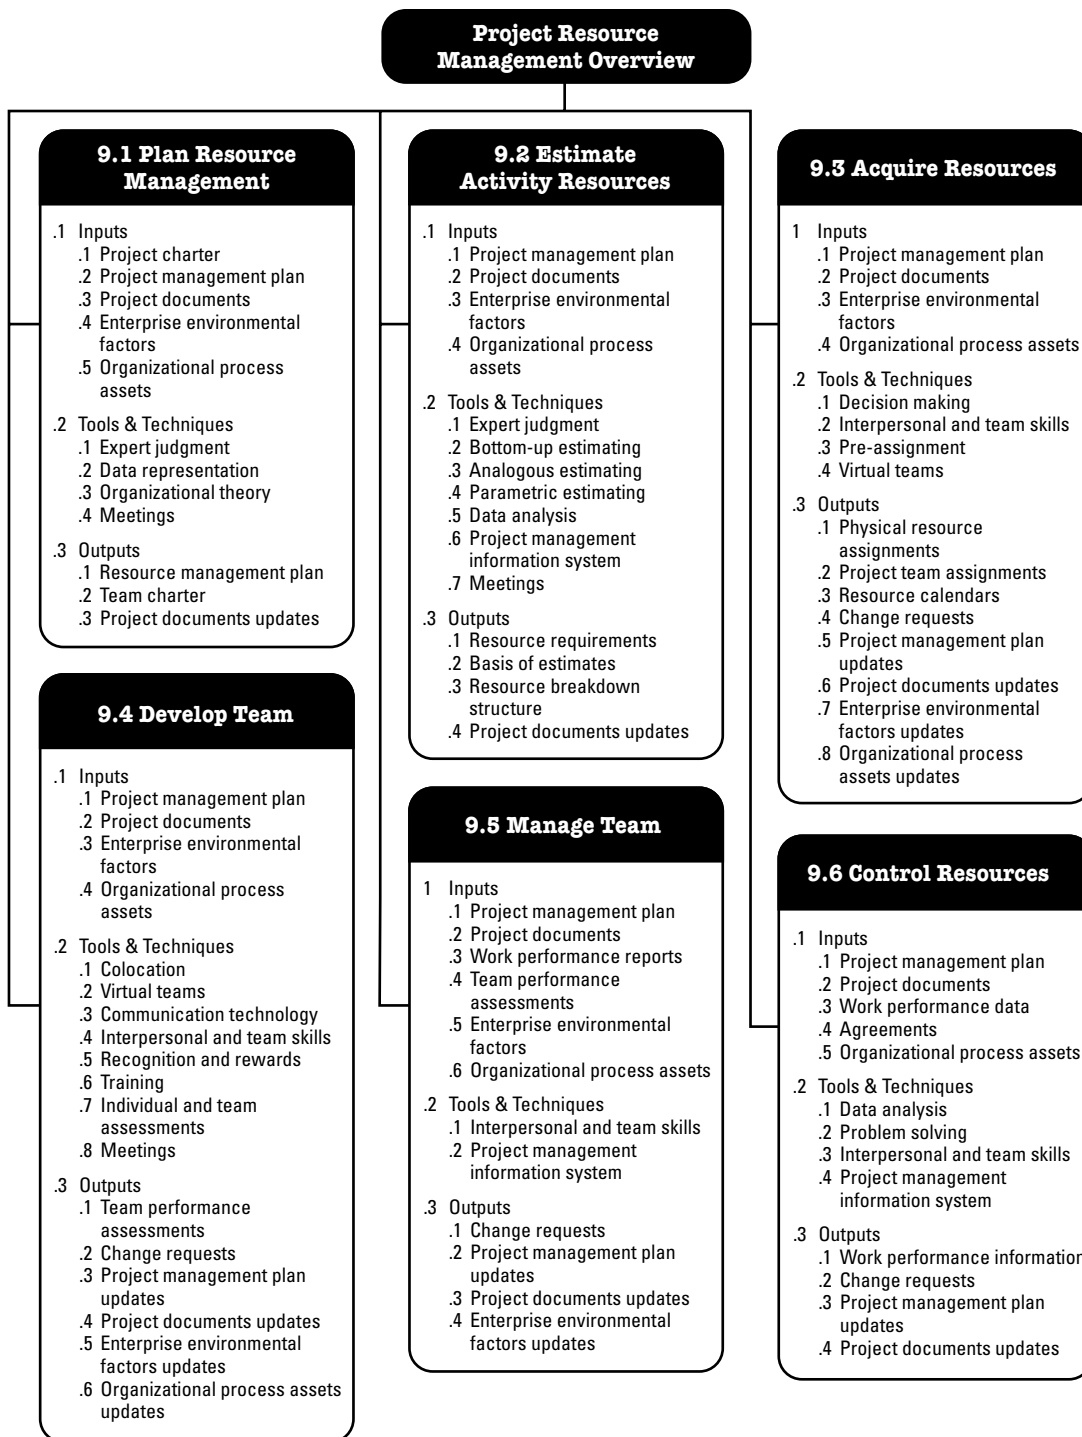 Project Resource
Management Overview
9.1 Plan Resource
Management
.1 Inputs
.1 Project charter
.2 Project management plan
.3 Project documents
.4 Enterprise environmental
factors
.5 Organizational process
assets
.2 Tools & Techniques
.1 Expert judgment
.2 Data representation
.3 Organizational theory
.4 Meetings
.3 Outputs
.1 Resource management plan
.2 Team charter
.3 Project documents updates
9.2 Estimate
Activity Resources
.1 Inputs
.1 Project management plan
.2 Project documents
.3 Enterprise environmental
factors
.4 Organizational process
assets
.2 Tools & Techniques
.1 Expert judgment
.2 Bottom-up estimating
.3 Analogous estimating
.4 Parametric estimating
.5 Data analysis
.6 Project management
information system
.7 Meetings
.3 Outputs
.1 Resource requirements
.2 Basis of estimates
.3 Resource breakdown
structure
.4 Project documents updates
9.3 Acquire Resources
1 Inputs
.1 Project management plan
.2 Project documents
.3 Enterprise environmental
factors
.4 Organizational process assets
.2 Tools & Techniques
.1 Decision making
.2 Interpersonal and team skills
.3 Pre-assignment
.4 Virtual teams
.3 Outputs
.1 Physical resource
assignments
.2 Project team assignments
.3 Resource calendars
.4 Change requests
.5 Project management plan
updates
.6 Project documents updates
.7 Enterprise environmental
factors updates
.8 Organizational process
assets updates
9.4 Develop Team
.1 Inputs
.1 Project management plan
.2 Project documents
.3 Enterprise environmental
factors
.4 Organizational process
assets
.2 Tools & Techniques
.1 Colocation
.2 Virtual teams
.3 Communication technology
.4 Interpersonal and team skills
.5 Recognition and rewards
.6 Training
.7 Individual and team
assessments
.8 Meetings
.3 Outputs
.1 Team performance
assessments
.2 Change requests
.3 Project management plan
updates
.4 Project documents updates
.5 Enterprise environmental
factors updates
.6 Organizational process assets
updates
9.5 Manage Team
1 Inputs
.1 Project management plan
.2 Project documents
.3 Work performance reports
.4 Team performance
assessments
.5 Enterprise environmental
factors
.6 Organizational process assets
.2 Tools & Techniques
.1 Interpersonal and team skills
.2 Project management
information system
.3 Outputs
.1 Change requests
.2 Project management plan
updates
.3 Project documents updates
.4 Enterprise environmental
factors updates
9.6 Control Resources
.1 Inputs
.1 Project management plan
.2 Project documents
.3 Work performance data
.4 Agreements
.5 Organizational process assets
.2 Tools & Techniques
.1 Data analysis
.2 Problem solving
.3 Interpersonal and team skills
.4 Project management
information system
.3 Outputs
.1 Work performance information
.2 Change requests
.3 Project management plan
updates
.4 Project documents updates